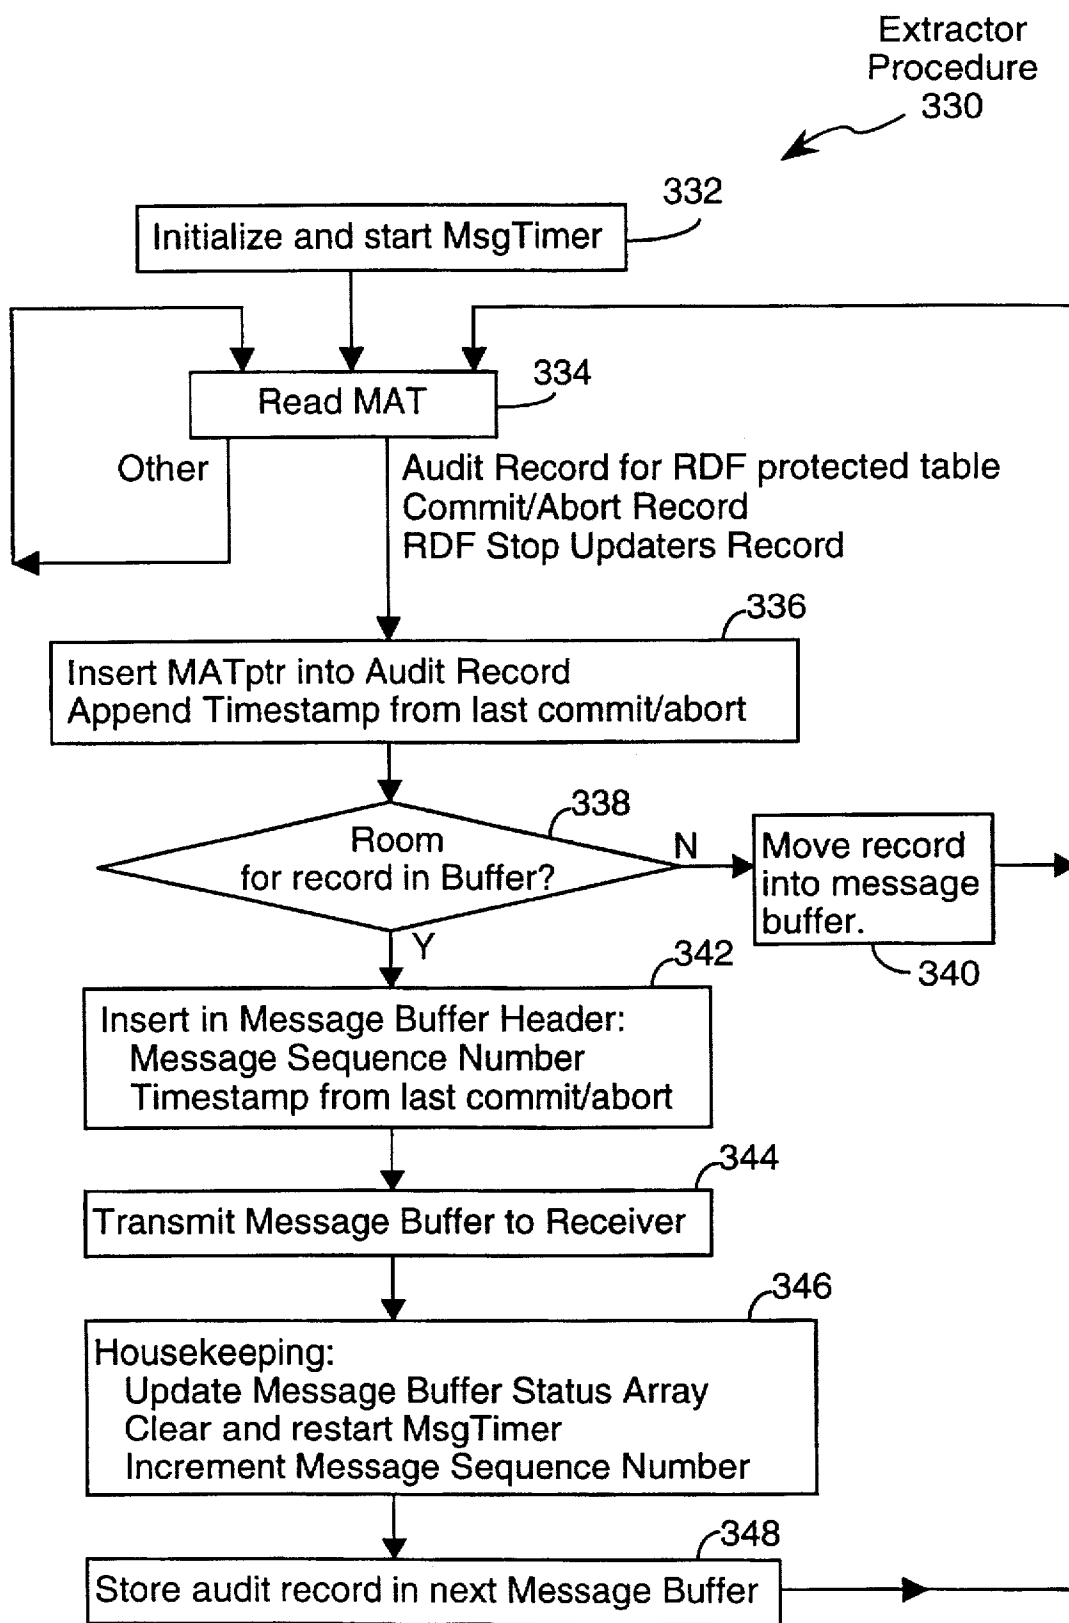 Extractor
Procedure
330
332
Initialize and start MsgTimer
334
Read MAT
Other
Audit Record for RDF protected table
Commit/Abort Record
RDF Stop Updaters Record
336
Insert MATptr into Audit Record
Append Timestamp from last commit/abort
338
Room
for record in Buffer?
N
Move record
into message
buffer.
340
Y
342
Insert in Message Buffer Header:
Message Sequence Number
Timestamp from last commit/abort
344
Transmit Message Buffer to Receiver
346
Housekeeping:
Update Message Buffer Status Array
Clear and restart MsgTimer
Increment Message Sequence Number
348
Store audit record in next Message Buffer